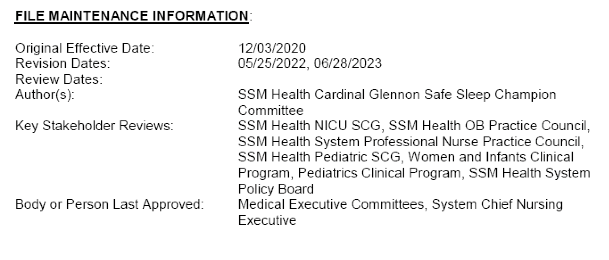 FILE MAINTENANCE INFORMATION:
Original Effective Date: 12/03/2020
Revision Dates: 05/25/2022, 06/28/2023
Review Dates:
Author(s): SSM Health Cardinal Glennon Safe Sleep Champion
Committee
Key Stakeholder Reviews: SSM Health NICU SCG, SSM Health OB Practice Council,
SSM Health System Professional Nurse Practice Council,
SSM Health Pediatric SCG, Women and Infants Clinical
Program, Pediatrics Clinical Program, SSM Health System
Policy Board
Body or Person Last Approved: Medical Executive Committees, System Chief Nursing
Executive